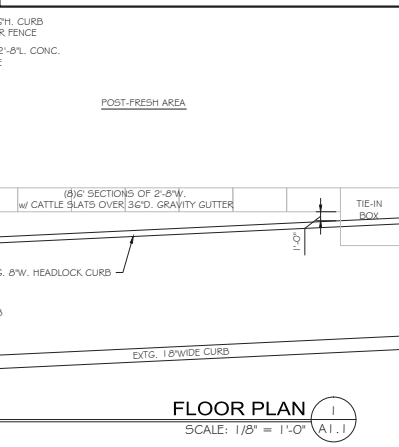 "H. CURB
R FENCE
2'-8"L. CONC.
POST-FRESH AREA
(8)6' SECTIONS OF 2'-8"W.
w/ CATTLE SLATS OVER 36"D. GRAVITY GUTTER
TIE-IN
BOX
1'-0"
G. 8"W. HEADLOCK CURB
EXTG. 18"WIDE CURB
FLOOR PLAN
SCALE: 1/8" = 1'-0"
1
A1.1